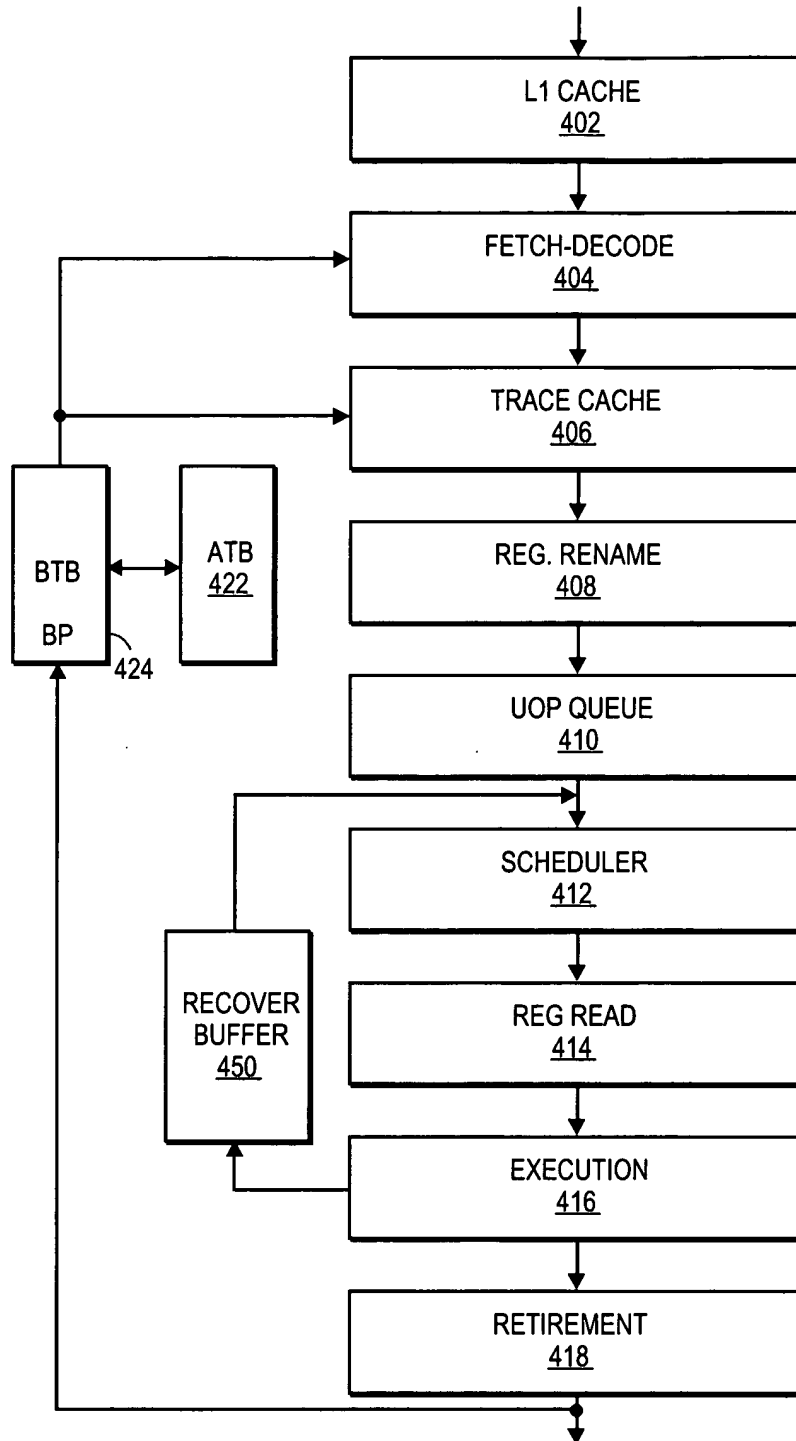 L1 CACHE
402
FETCH-DECODE
404
TRACE CACHE
406
BTB
BP
424
ATB
422
REG. RENAME
408
UOP QUEUE
410
SCHEDULER
412
RECOVER
BUFFER
450
REG READ
414
EXECUTION
416
RETIREMENT
418